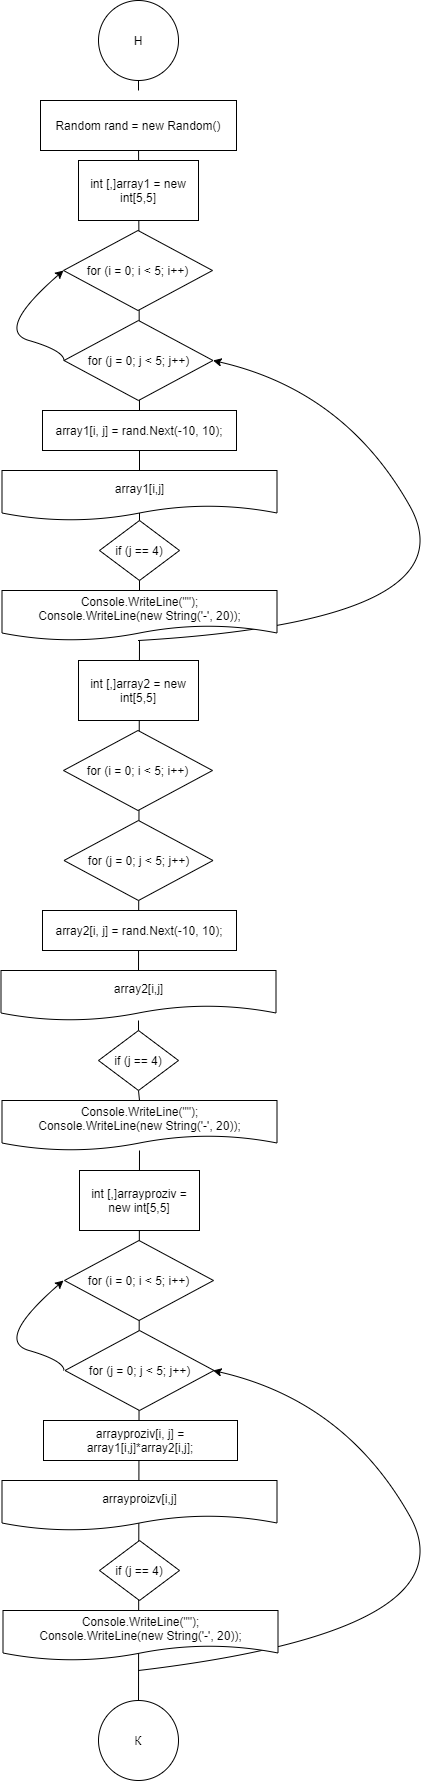 Н
Random rand = new Random()
int [,]array1 = new
int[5,5]
for (i = 0; i < 5; i++)
for (j = 0; j < 5; j++)
array1[i, j] = rand.Next(-10, 10);
array1[i,j]
if (j == 4)
Console.WriteLine("");
Console.WriteLine(new String('-', 20));
int [,]array2 = new
int[5,5]
for (i = 0; i < 5; i++)
for (j = 0; j < 5; j++)
array2[i, j] = rand.Next(-10, 10);
array2[i,j]
if (j == 4)
Console.WriteLine("");
Console.WriteLine(new String('-', 20));
int [,]arrayproziv =
new int[5,5]
for (i = 0; i < 5; i++)
for (j = 0; j < 5; j++)
arrayproziv[i, j] =
array1[i,j]*array2[i,j];
arrayproizv[i,j]
if (j == 4)
Console.WriteLine("");
Console.WriteLine(new String('-', 20));
К